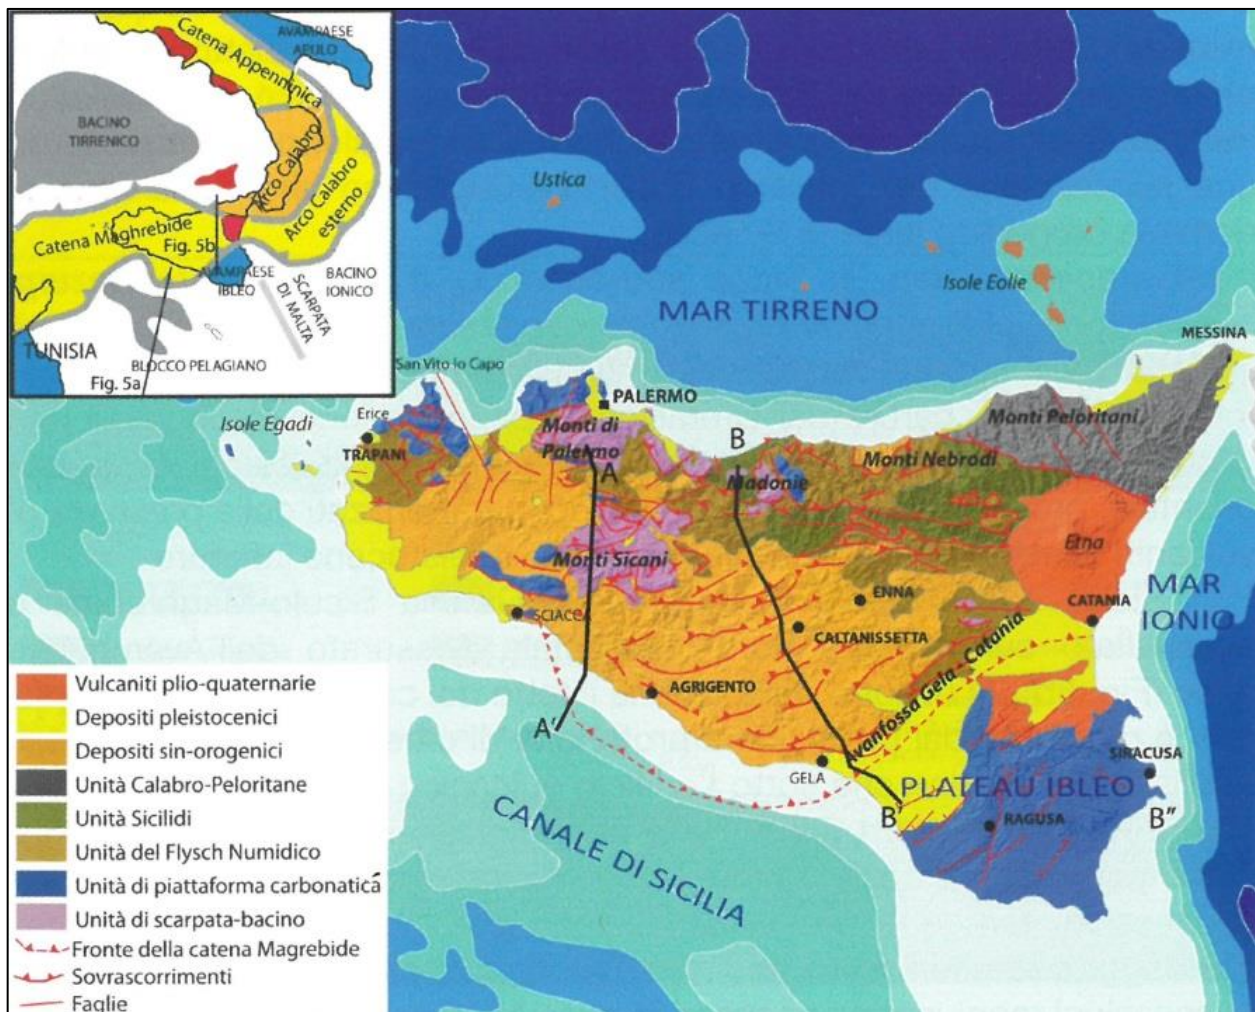 AVAMPAESE
APULO
Catena Appenninica
BACINO
TIRRENICO
Arco Calabro
Arco Calabro
esterno
Catena Maghrebide
Fig. 5b
AVAMPAESE
IBLEO
BACINO
IONICO
SCARPATA
DI MALTA
TUNISIA
BLOCCO PELAGIANO
Fig. 5a
Ustica
Isole Eolie
MAR TIRRENO
MESSINA
San Vito lo Capo
PALERMO
Erice
Isole Egadi
TRAPANI
Monti di
Palermo
A
B
Madonie
Monti Nebrodi
Monti Peloritani
Monti Sicani
Etna
MAR
IONIO
SCIACCA
ENNA
CATANIA
CALTANISSETTA
AGRIGENTO
A'
Avanfossa Gela_Catania
GELA
PLATEAU IBLEO
SIRACUSA
B'
RAGUSA
B"
CANALE DI SICILIA
Vulcaniti plio-quaternarie
Depositi pleistocenici
Depositi sin-orogenici
Unità Calabro-Peloritane
Unità Sicilidi
Unità del Flysch Numidico
Unità di piattaforma carbonatica
Unità di scarpata-bacino
Fronte della catena Magrebide
Sovrascorrimenti
Faglie